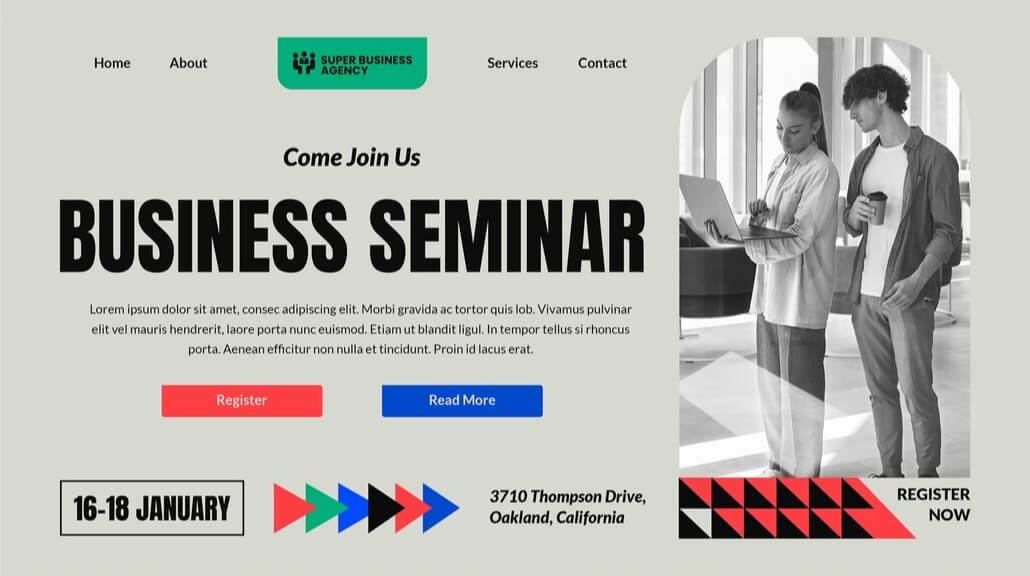 Home
About
SUPER BUSINESS
AGENCY
Services
Contact
Come Join Us
BUSINESS SEMINAR
Lorem ipsum dolor sit amet, consec adipiscing elit. Morbi gravida ac tortor quis lob. Vivamus pulvinar
elit vel mauris hendrerit, laore porta nunc euismod. Etiam ut blandit ligul. In tempor tellus si rhoncus
porta. Aenean efficitur non nulla et tincidunt. Proin id lacus erat.
Register
Read More
16-18 JANUARY
3710 Thompson Drive,
Oakland, California
REGISTER
NOW